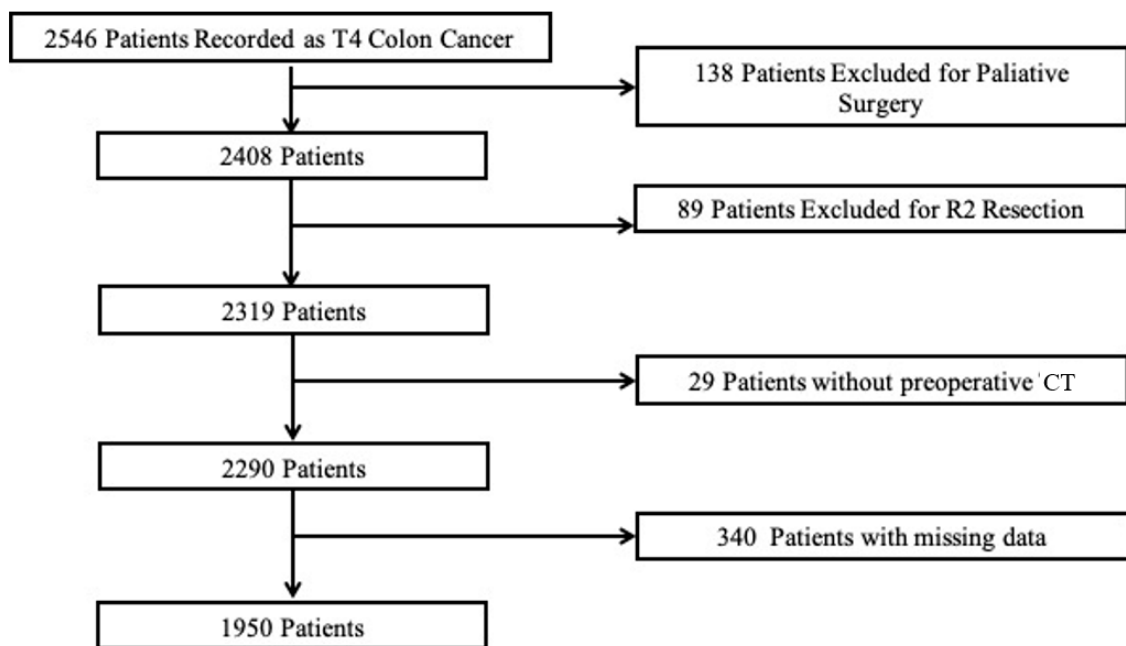 2546 Patients Recorded as T4 Colon Cancer
138 Patients Excluded for Paliative
Surgery
2408 Patients
89 Patients Excluded for R2 Resection
2319 Patients
29 Patients without preoperative 'CT
2290 Patients
340 Patients with missing data
1950 Patients